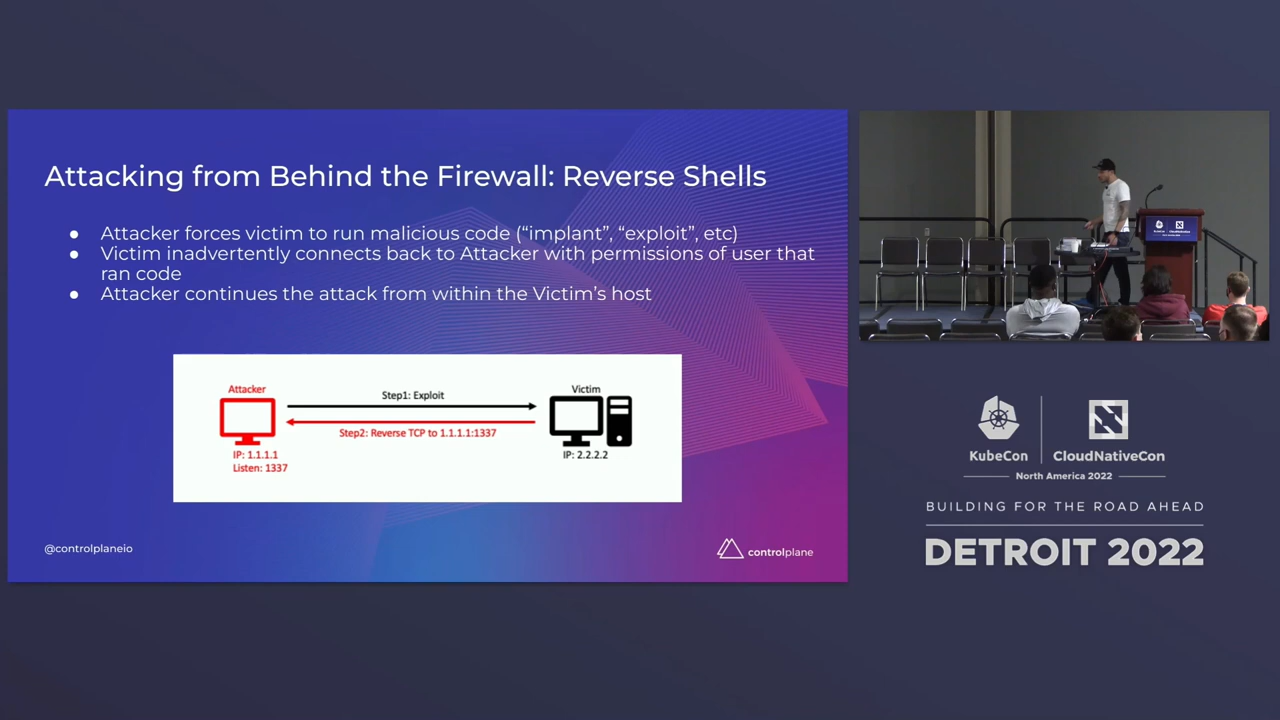 Attacking from Behind the Firewall: Reverse Shells
● Attacker forces victim to run malicious code (“implant”, “exploit”, etc)
● Victim inadvertently connects back to Attacker with permissions of user that
ran code
● Attacker continues the attack from within the Victim’s host
Attacker
IP: 1.1.1.1
Listen: 1337
Step1: Exploit
Step2: Reverse TCP to 1.1.1.1:1337
Victim
IP: 2.2.2.2
@controlplaneio
controlplane
KubeCon
CloudNativeCon
North America 2022
BUILDING FOR THE ROAD AHEAD
DETROIT 2022